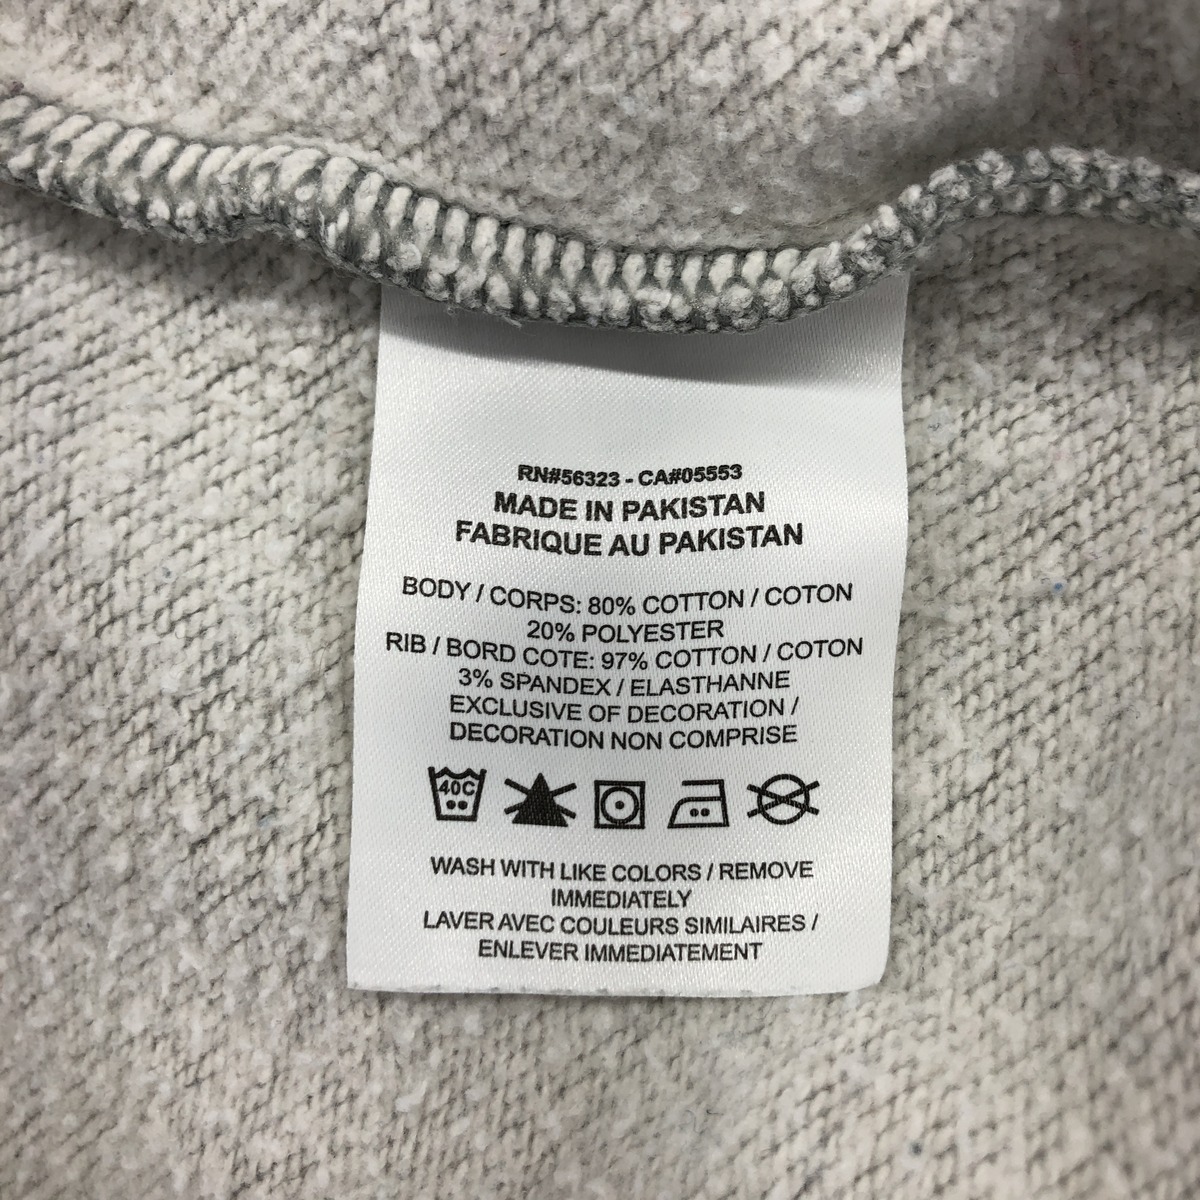 RN#56323 - CA#05553
MADE IN PAKISTAN
FABRIQUE AU PAKISTAN
BODY / CORPS: 80% COTTON / COTON
20% POLYESTER
RIB / BORD COTE: 97% COTTON / COTON
3% SPANDEX / ELASTHANNE
EXCLUSIVE OF DECORATION /
DECORATION NON COMPRISE
40C
WASH WITH LIKE COLORS / REMOVE
IMMEDIATELY
LAVER AVEC COULEURS SIMILAIRES /
ENLEVER IMMEDIATEMENT